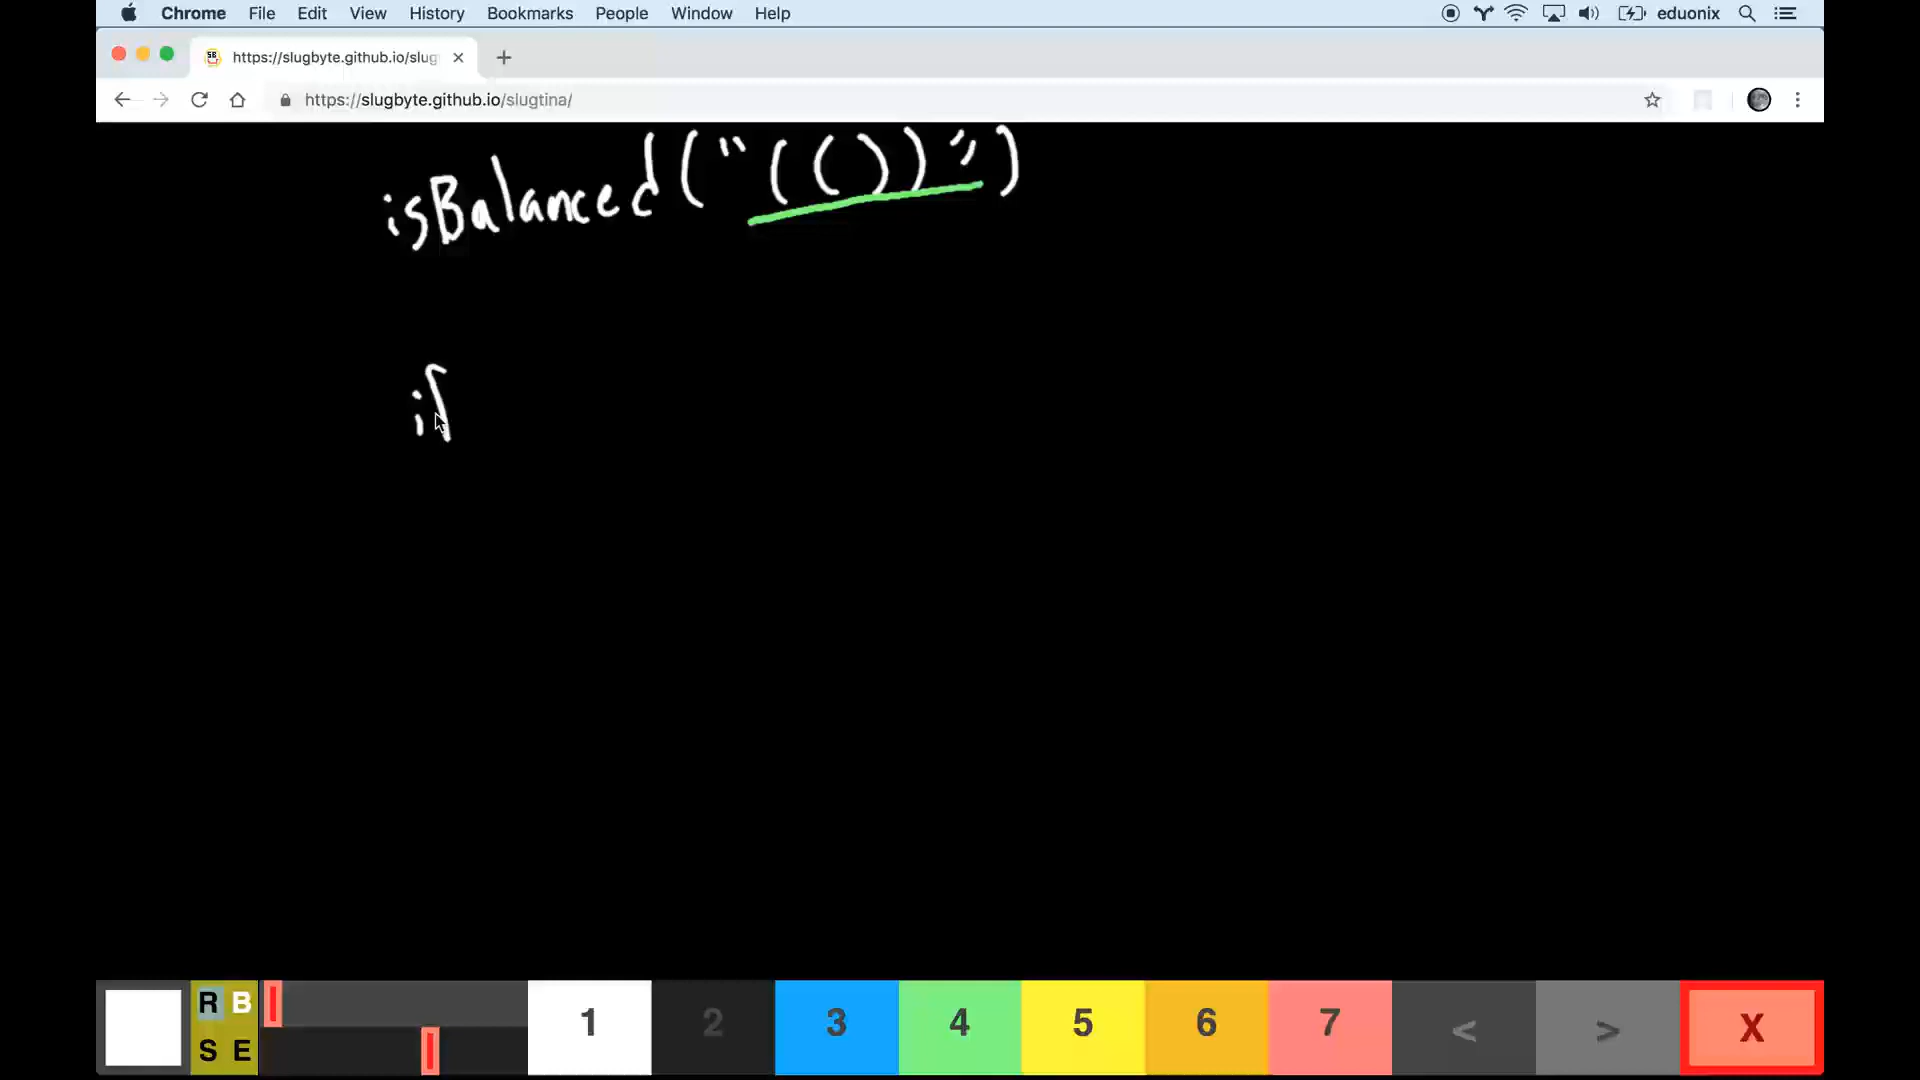 Chrome File Edit View History Bookmarks People Window Help eduonix
https://slugbyte.github.io/slug
https://slugbyte.github.io/slugtina/
isBalanced("(())")
if
R B
S E
1 2 3 4 5 6 7 < > X